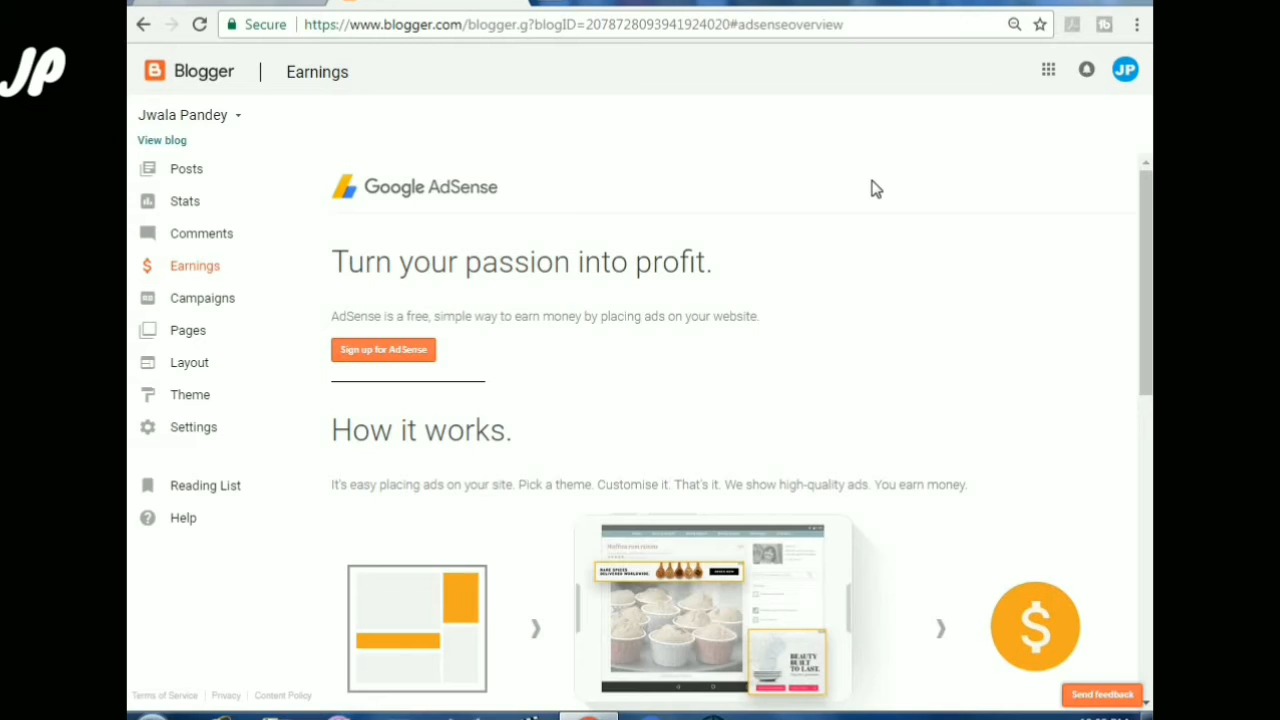 Secure https://www.blogger.com/blogger.g?blogID=2078728093941924020#adsenseoverview
JP
Blogger | Earnings
JP
Jwala Pandey
View blog
Posts
Stats
Comments
Earnings
Campaigns
Pages
Layout
Theme
Settings
Reading List
Help
Google AdSense
Turn your passion into profit.
AdSense is a free, simple way to earn money by placing ads on your website.
Sign up for AdSense
How it works.
It's easy placing ads on your site. Pick a theme. Customise it. That's it. We show high-quality ads. You earn money.
RARE SPICES
DELIVERED WORLDWIDE.
BEAUTY
BUILT
TO LAST.
$
Terms of Service | Privacy | Content Policy
Send feedback